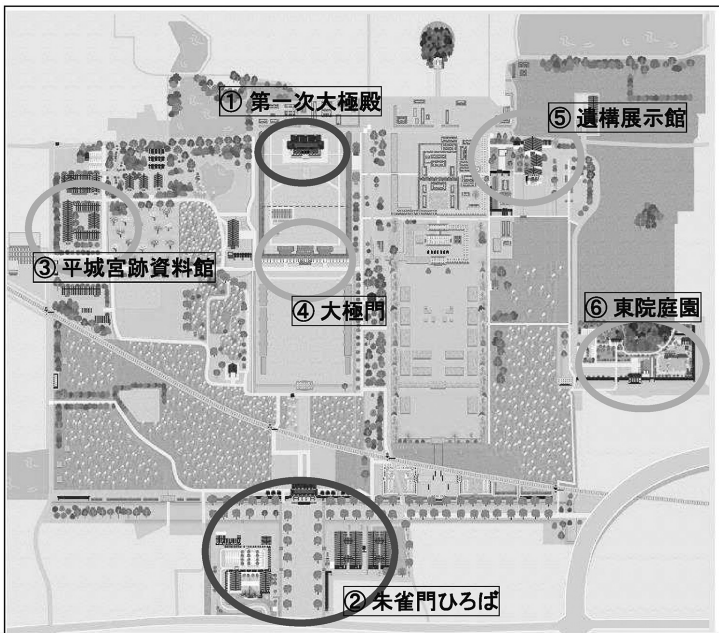 ① 第一次大極殿
⑤ 遺構展示館
③ 平城宮跡資料館
④ 大極門
⑥ 東院庭園
② 朱雀門ひろば